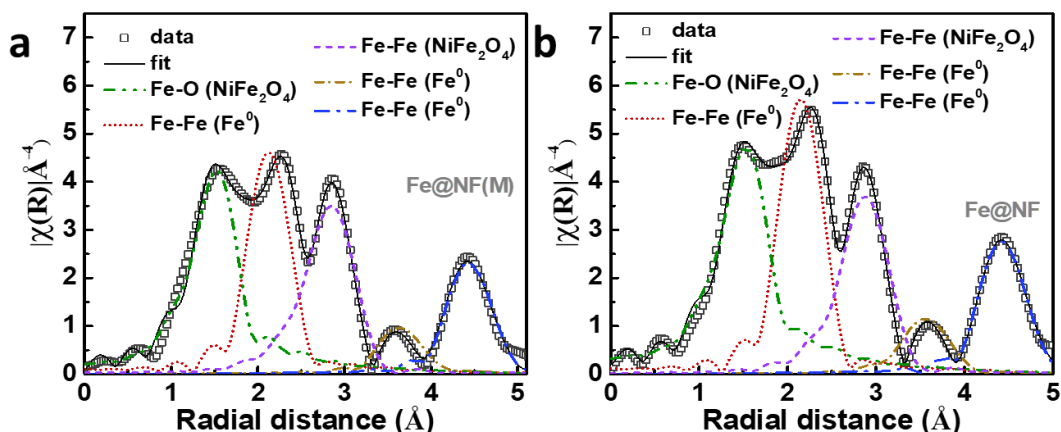 a
7
6
5
4
3
2
1
0
|χ(R)|Å⁻⁴
data
fit
Fe-O (NiFe₂O₄)
Fe-Fe (Fe⁰)
Fe-Fe (NiFe₂O₄)
Fe-Fe (Fe⁰)
Fe-Fe (Fe⁰)
Fe@NF(M)
0 1 2 3 4 5
Radial distance (Å)
b
7
6
5
4
3
2
1
0
|χ(R)|Å⁻⁴
data
fit
Fe-O (NiFe₂O₄)
Fe-Fe (Fe⁰)
Fe-Fe (NiFe₂O₄)
Fe-Fe (Fe⁰)
Fe-Fe (Fe⁰)
Fe@NF
0 1 2 3 4 5
Radial distance (Å)